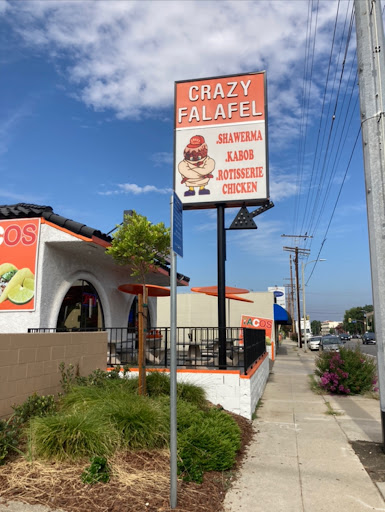 CRAZY
FALAFEL
.SHAWERMA
.KABOB
.ROTISSERIE
CHICKEN
COS
ACOS